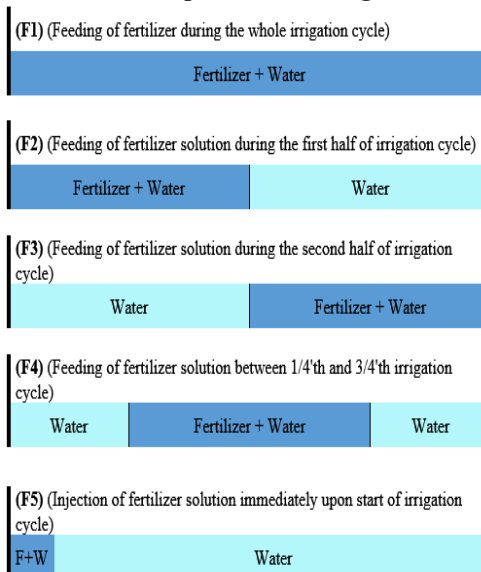 (F1) (Feeding of fertilizer during the whole irrigation cycle)
Fertilizer + Water
(F2) (Feeding of fertilizer solution during the first half of irrigation cycle)
Fertilizer + Water Water
(F3) (Feeding of fertilizer solution during the second half of irrigation
cycle)
Water Fertilizer + Water
(F4) (Feeding of fertilizer solution between 1/4'th and 3/4'th irrigation
cycle)
Water Fertilizer + Water Water
(F5) (Injection of fertilizer solution immediately upon start of irrigation
cycle)
F+W Water